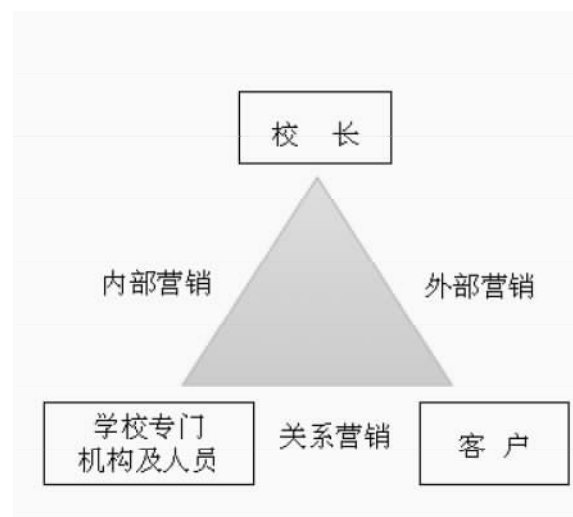 校 长
内部营销
外部营销
学校专门
机构及人员
关系营销
客 户